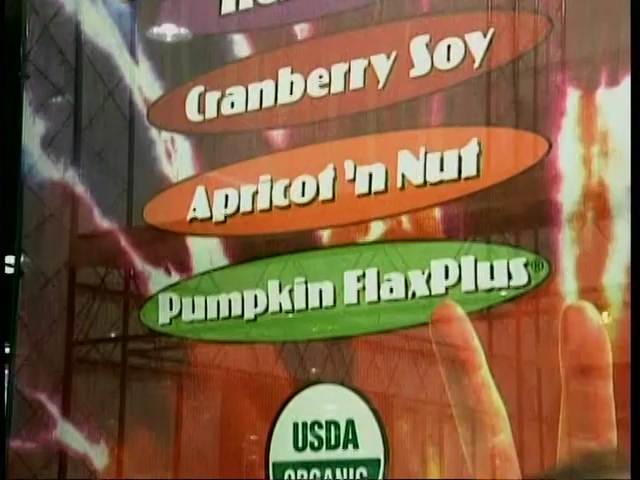 Cranberry Soy
Apricot 'n Nut
Pumpkin FlaxPlus®
USDA
ORGANIC